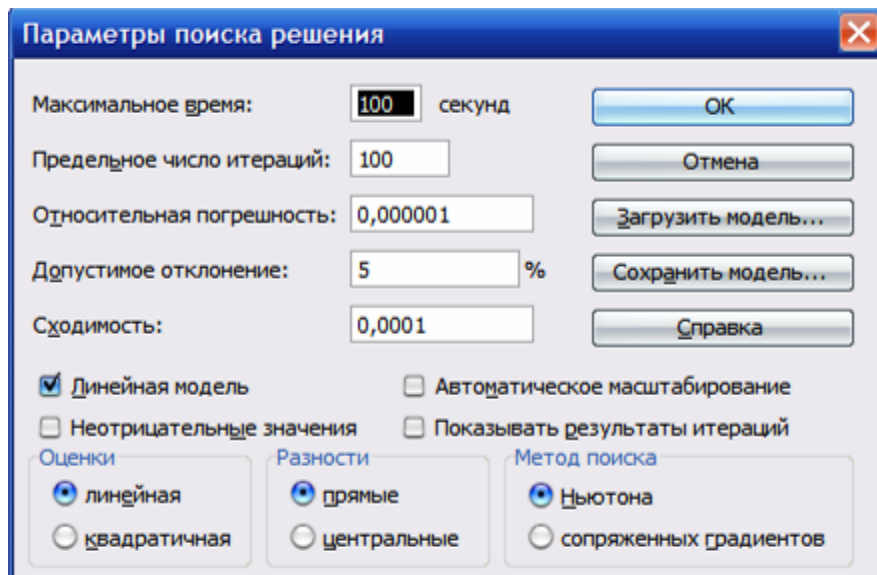 Параметры поиска решения
Максимальное время: 100 секунд ОК
Предельное число итераций: 100 Отмена
Относительная погрешность: 0,000001 Загрузить модель...
Допустимое отклонение: 5 % Сохранить модель...
Сходимость: 0,0001 Справка
Линейная модель Автоматическое масштабирование
Неотрицательные значения Показывать результаты итераций
Оценки Разности Метод поиска
линейная прямые Ньютона
квадратичная центральные сопряженных градиентов